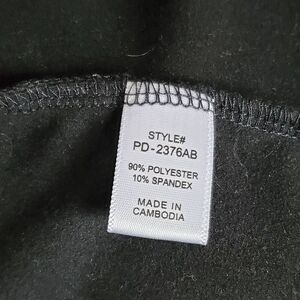 STYLE#
PD-2376AB
90% POLYESTER
10% SPANDEX
MADE IN
CAMBODIA